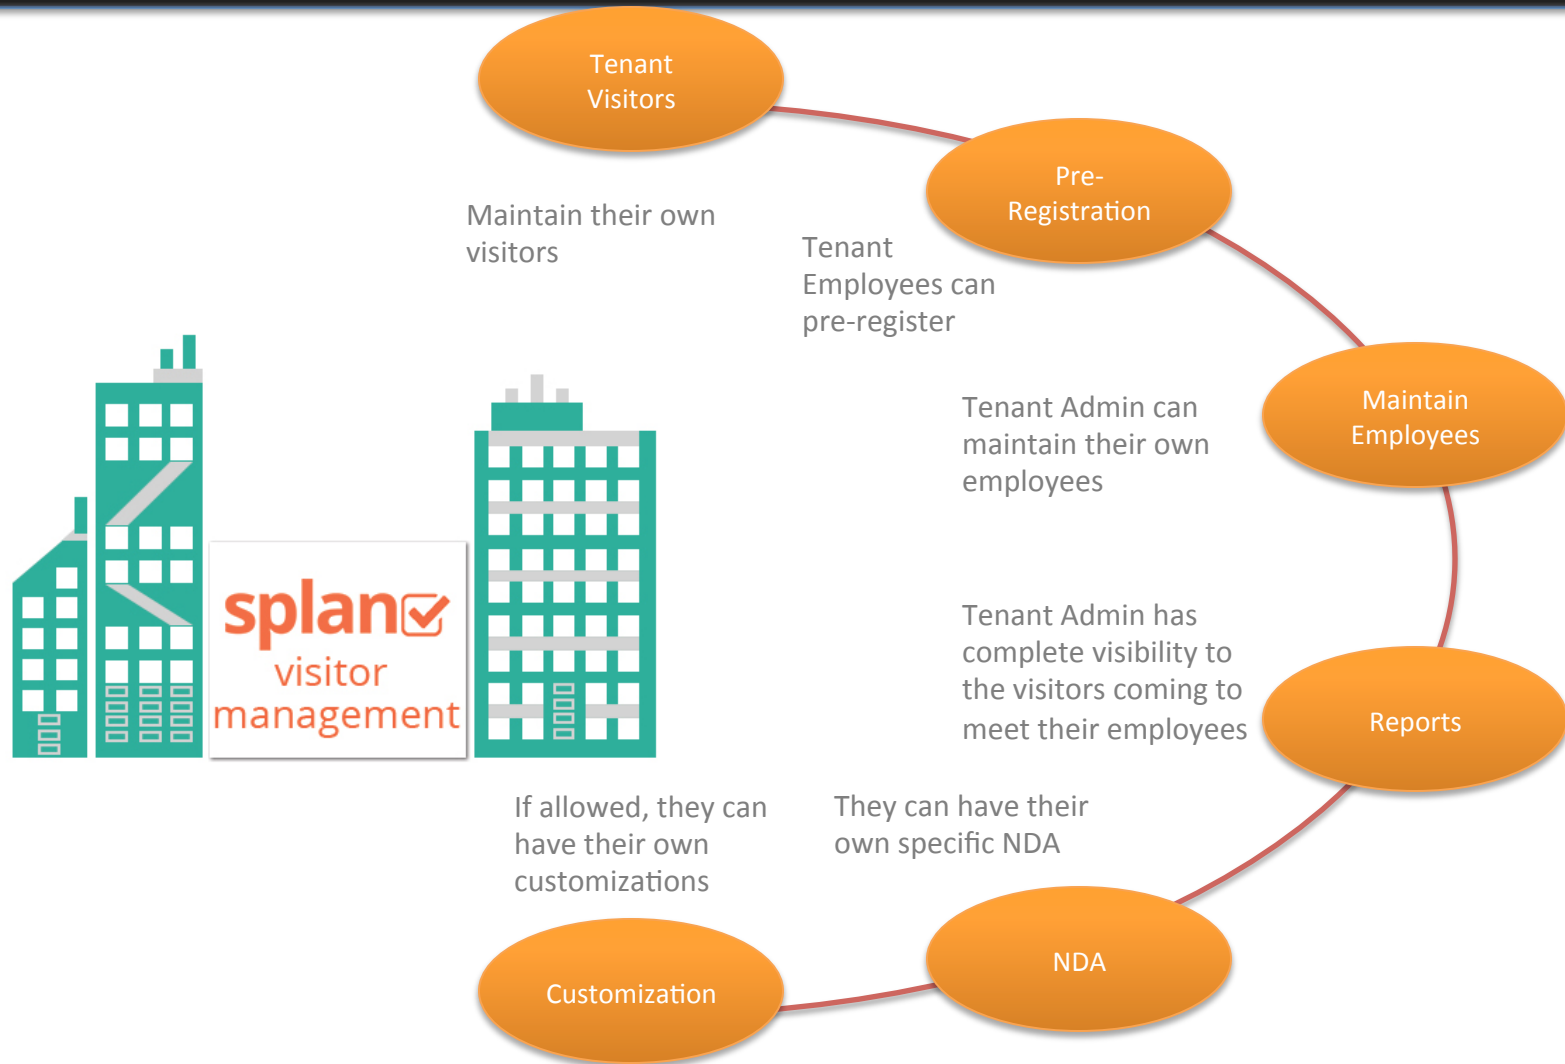 Tenant
Visitors
Maintain their own
visitors
Pre-
Registration
Tenant
Employees can
pre-register
Maintain
Employees
Tenant Admin can
maintain their own
employees
Reports
Tenant Admin has
complete visibility to
the visitors coming to
meet their employees
NDA
They can have their
own specific NDA
Customization
If allowed, they can
have their own
customizations
splan
visitor
management